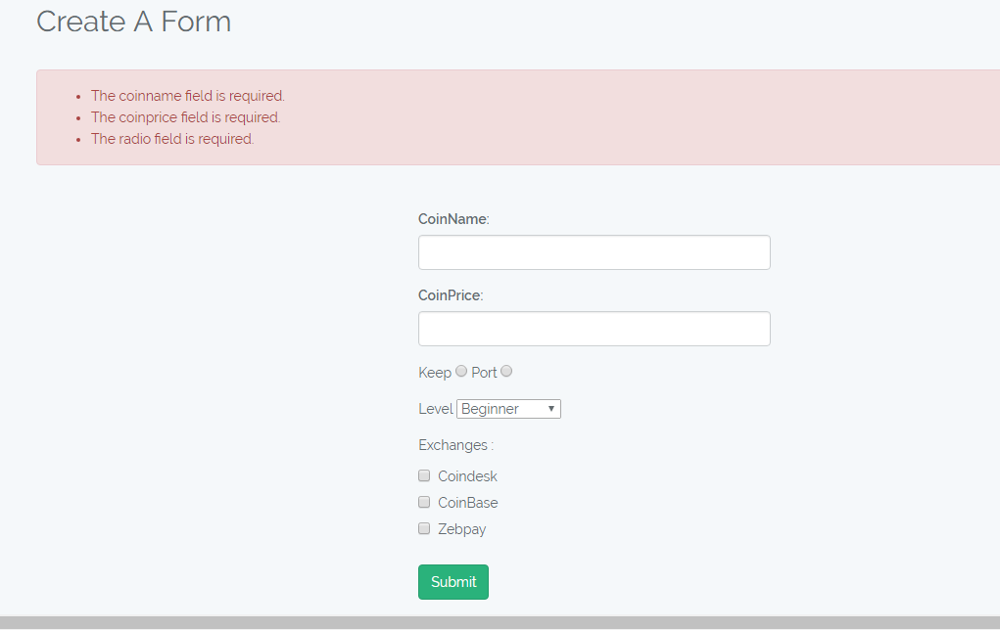 Create A Form
The coinname field is required.
The coinprice field is required.
The radio field is required.
CoinName:
CoinPrice:
Keep Port
Level Beginner
Exchanges :
Coindesk
CoinBase
Zebpay
Submit